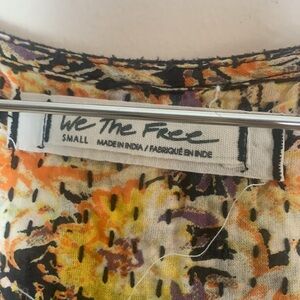 We The Free
SMALL MADE IN INDIA / FABRIQUÉ EN INDE